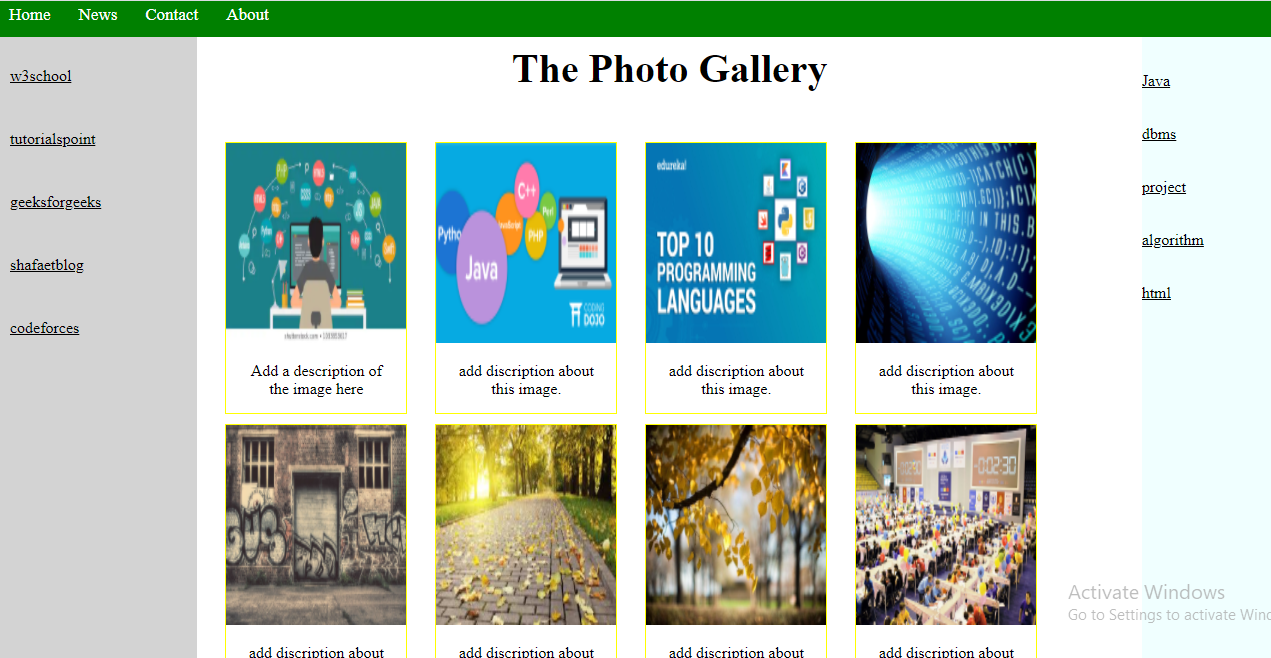 Home News Contact About
The Photo Gallery
w3school
tutorialspoint
geeksforgeeks
shafaetblog
codeforces
Java
dbms
project
algorithm
html
C++
Perl
PHP
Java
CODING
DOJO
edureka!
TOP 10
PROGRAMMING
LANGUAGES
Add a description of
the image here
add discription about
this image.
add discription about
this image.
add discription about
this image.
-0:02:30
add discription about
add discription about
add discription about
add discription about
Activate Windows
Go to Settings to activate Wind